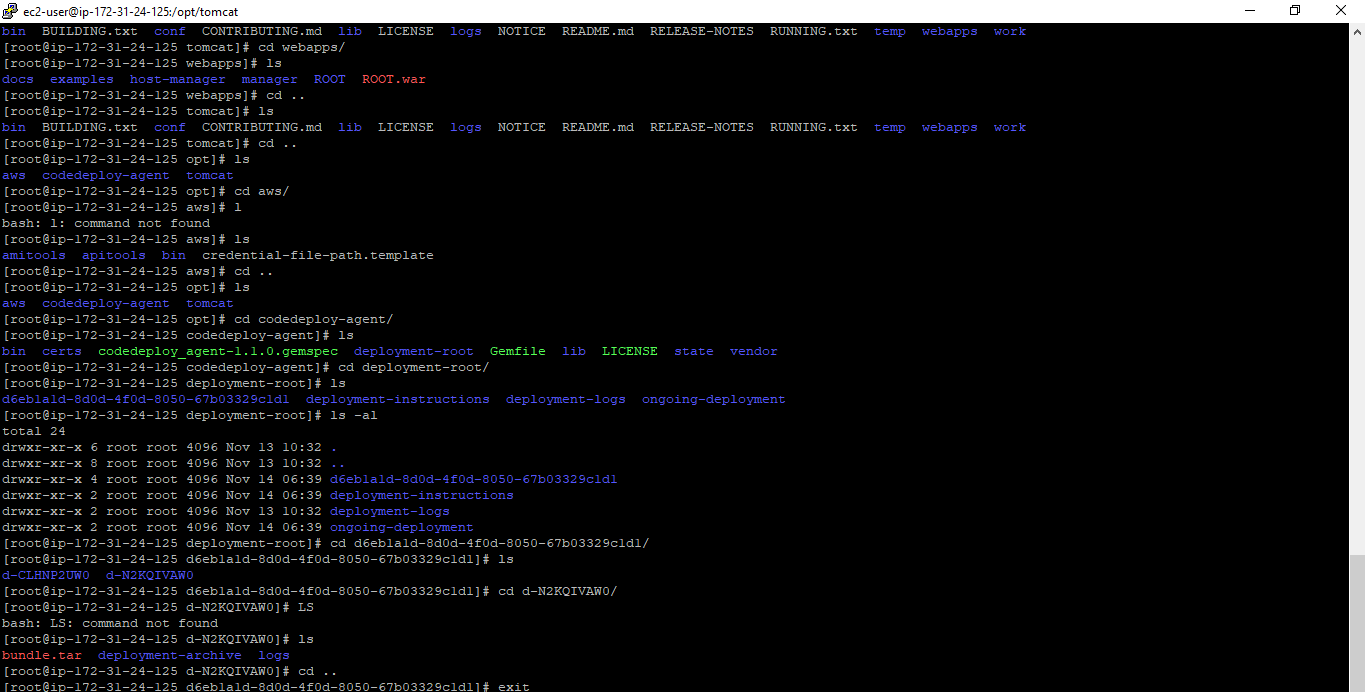 ec2-user@ip-172-31-24-125:/opt/tomcat
bin BUILDING.txt conf CONTRIBUTING.md lib LICENSE logs NOTICE README.md RELEASE-NOTES RUNNING.txt temp webapps work
[root@ip-172-31-24-125 tomcat]# cd webapps/
[root@ip-172-31-24-125 webapps]# ls
docs examples host-manager manager ROOT ROOT.war
[root@ip-172-31-24-125 webapps]# cd ..
[root@ip-172-31-24-125 tomcat]# ls
bin BUILDING.txt conf CONTRIBUTING.md lib LICENSE logs NOTICE README.md RELEASE-NOTES RUNNING.txt temp webapps work
[root@ip-172-31-24-125 tomcat]# cd ..
[root@ip-172-31-24-125 opt]# ls
aws codedeploy-agent tomcat
[root@ip-172-31-24-125 opt]# cd aws/
[root@ip-172-31-24-125 aws]# l
bash: l: command not found
[root@ip-172-31-24-125 aws]# ls
amitools apitools bin credential-file-path.template
[root@ip-172-31-24-125 aws]# cd ..
[root@ip-172-31-24-125 opt]# ls
aws codedeploy-agent tomcat
[root@ip-172-31-24-125 opt]# cd codedeploy-agent/
[root@ip-172-31-24-125 codedeploy-agent]# ls
bin certs codedeploy_agent-1.1.0.gemspec deployment-root Gemfile lib LICENSE state vendor
[root@ip-172-31-24-125 codedeploy-agent]# cd deployment-root/
[root@ip-172-31-24-125 deployment-root]# ls
d6eb1a1d-8d0d-4f0d-8050-67b03329c1d1 deployment-instructions deployment-logs ongoing-deployment
[root@ip-172-31-24-125 deployment-root]# ls -al
total 24
drwxr-xr-x 6 root root 4096 Nov 13 10:32 .
drwxr-xr-x 8 root root 4096 Nov 13 10:32 ..
drwxr-xr-x 4 root root 4096 Nov 14 06:39 d6eb1a1d-8d0d-4f0d-8050-67b03329c1d1
drwxr-xr-x 2 root root 4096 Nov 14 06:39 deployment-instructions
drwxr-xr-x 2 root root 4096 Nov 13 10:32 deployment-logs
drwxr-xr-x 2 root root 4096 Nov 14 06:39 ongoing-deployment
[root@ip-172-31-24-125 deployment-root]# cd d6eb1a1d-8d0d-4f0d-8050-67b03329c1d1/
[root@ip-172-31-24-125 d6eb1a1d-8d0d-4f0d-8050-67b03329c1d1]# ls
d-CLHNP2UW0 d-N2KQIVAW0
[root@ip-172-31-24-125 d6eb1a1d-8d0d-4f0d-8050-67b03329c1d1]# cd d-N2KQIVAW0/
[root@ip-172-31-24-125 d-N2KQIVAW0]# LS
bash: LS: command not found
[root@ip-172-31-24-125 d-N2KQIVAW0]# ls
bundle.tar deployment-archive logs
[root@ip-172-31-24-125 d-N2KQIVAW0]# cd ..
[root@ip-172-31-24-125 d6eb1a1d-8d0d-4f0d-8050-67b03329c1d1]# exit